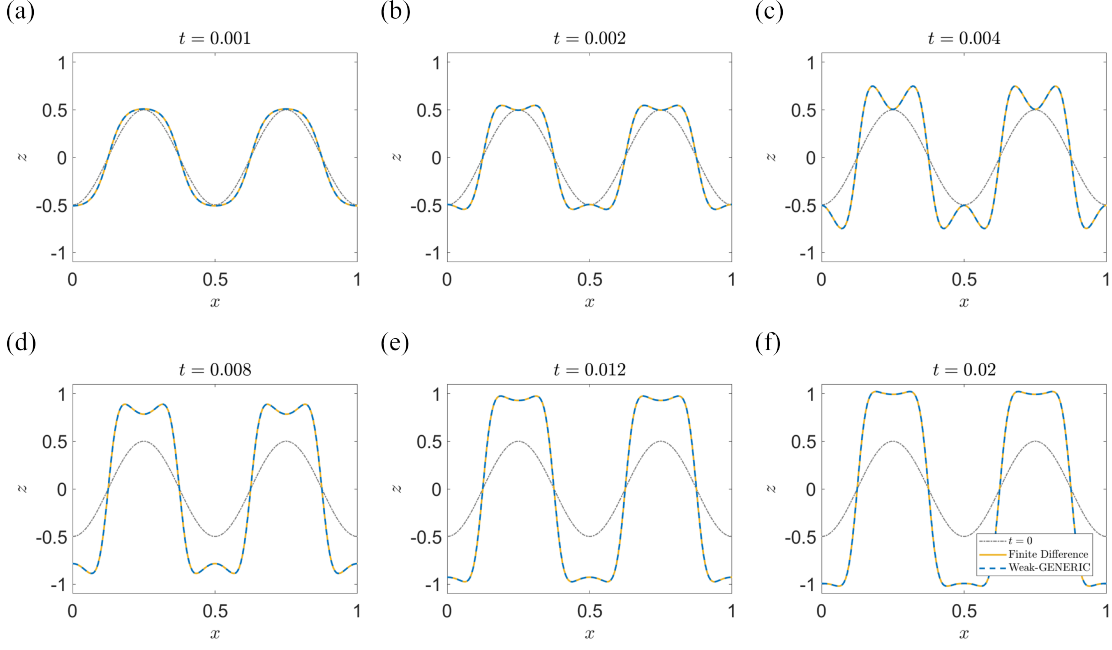 (a)
t = 0.001
1
0.5
0
-0.5
-1
z
0 0.5 1
x
(b)
t = 0.002
1
0.5
0
-0.5
-1
z
0 0.5 1
x
(c)
t = 0.004
1
0.5
0
-0.5
-1
z
0 0.5 1
x
(d)
t = 0.008
1
0.5
0
-0.5
-1
z
0 0.5 1
x
(e)
t = 0.012
1
0.5
0
-0.5
-1
z
0 0.5 1
x
(f)
t = 0.02
1
0.5
0
-0.5
-1
z
0 0.5 1
x
t = 0
Finite Difference
Weak-GENERIC